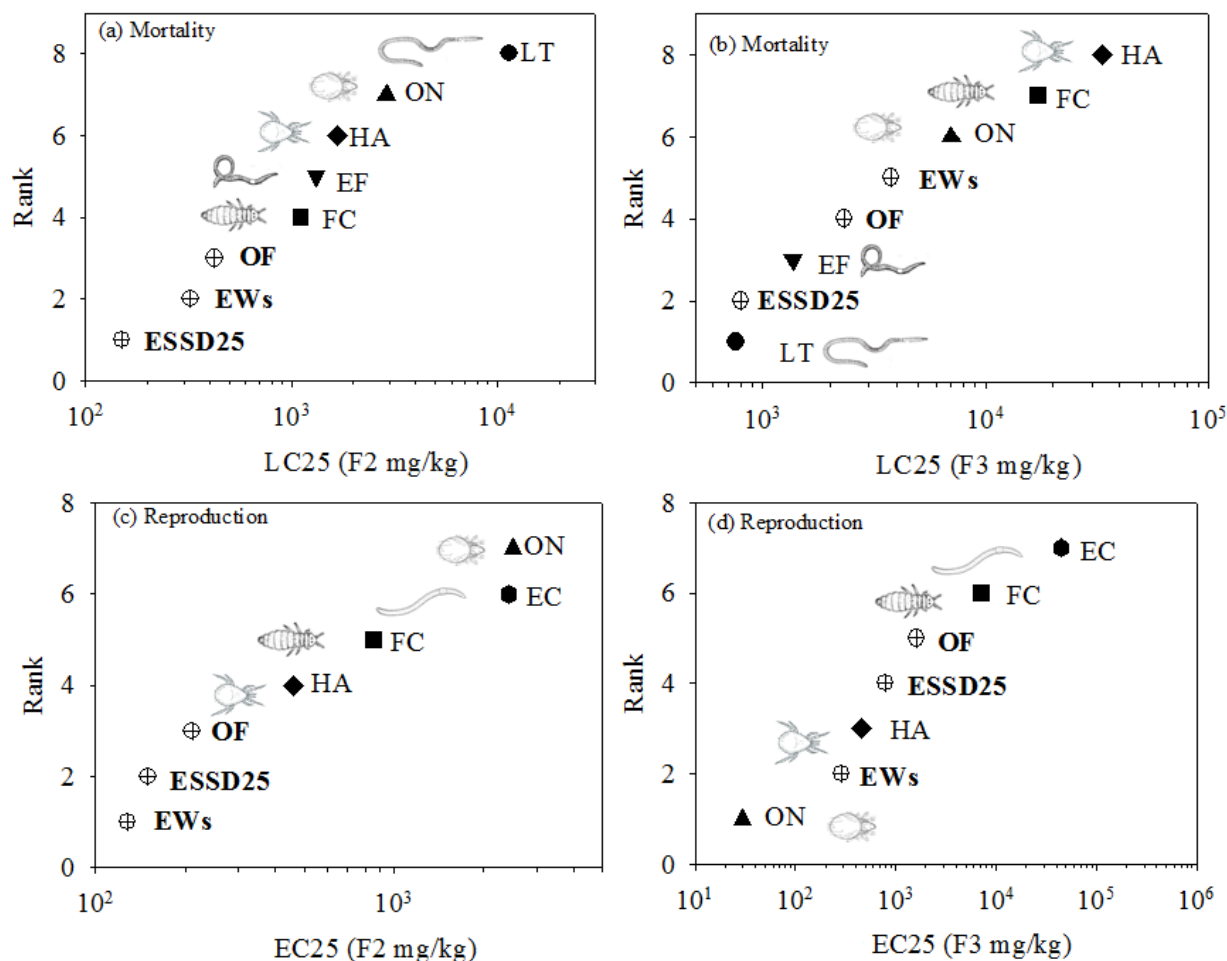 (a) Mortality
8
6
4
2
0
Rank
LT
ON
HA
EF
FC
OF
EWs
ESSD25
10² 10³ 10⁴
LC25 (F2 mg/kg)
(b) Mortality
8
6
4
2
0
Rank
HA
FC
ON
EWs
OF
EF
ESSD25
LT
10³ 10⁴ 10⁵
LC25 (F3 mg/kg)
(c) Reproduction
8
6
4
2
0
Rank
ON
EC
FC
HA
OF
ESSD25
EWs
10² 10³
EC25 (F2 mg/kg)
(d) Reproduction
8
6
4
2
0
Rank
EC
FC
OF
ESSD25
HA
EWs
ON
10¹ 10² 10³ 10⁴ 10⁵ 10⁶
EC25 (F3 mg/kg)